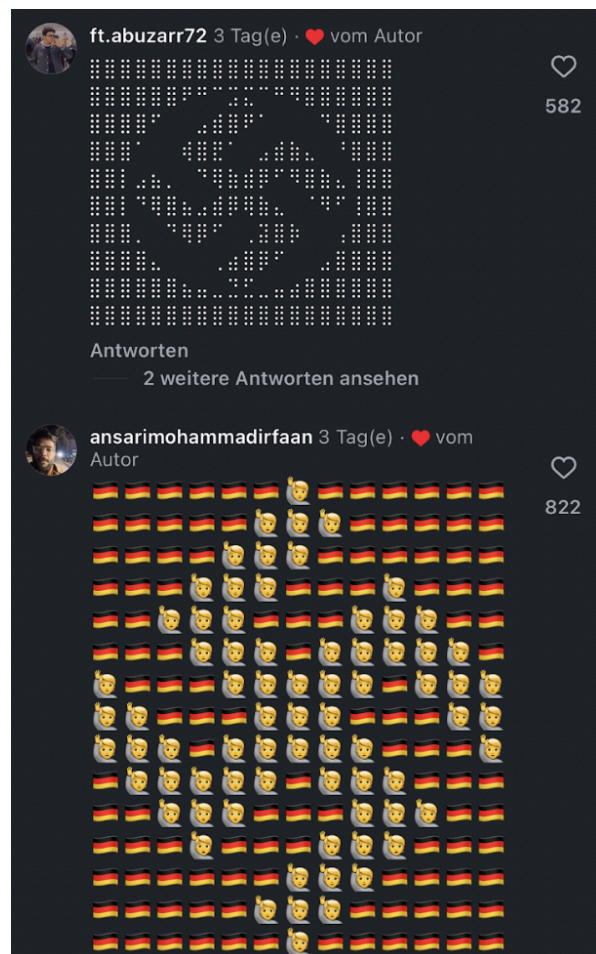 ft.abuzarr72 3 Tag(e) · ❤️ vom Autor
582
Antworten
2 weitere Antworten ansehen
ansarimohammadirfaan 3 Tag(e) · ❤️ vom
Autor
822